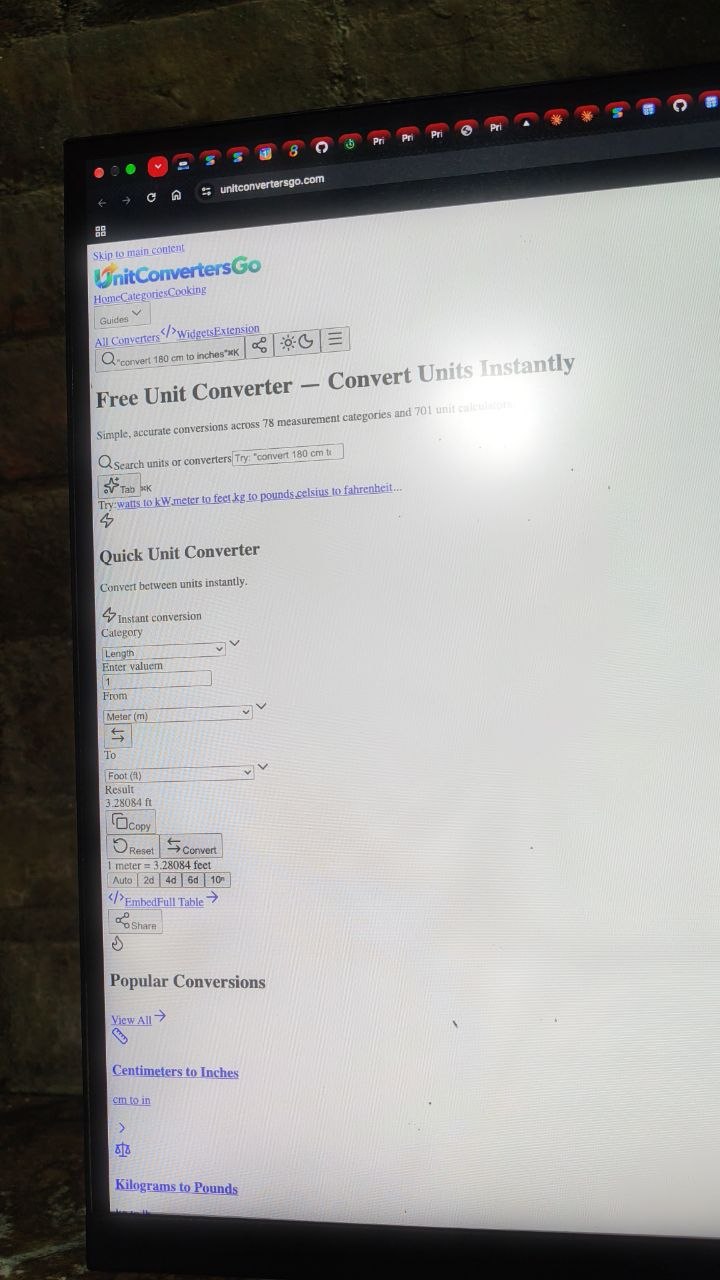 Pri
Pri
Pri
Pri
unitconvertersgo.com
Skip to main content
UnitConvertersGo
HomeCategoriesCooking
Guides
All Converters</>WidgetsExtension
"convert 180 cm to inches"⌘K
Free Unit Converter — Convert Units Instantly
Simple, accurate conversions across 78 measurement categories and 701 unit calculators.
Search units or converters Try: "convert 180 cm t
Tab ⌘K
Try:watts to kW,meter to feet,kg to pounds,celsius to fahrenheit...
Quick Unit Converter
Convert between units instantly.
Instant conversion
Category
Length
Enter valuem
1
From
Meter (m)
To
Foot (ft)
Result
3.28084 ft
Copy
Reset Convert
1 meter = 3.28084 feet
Auto 2d 4d 6d 10ⁿ
</>EmbedFull Table
Share
Popular Conversions
View All
Centimeters to Inches
cm to in
Kilograms to Pounds